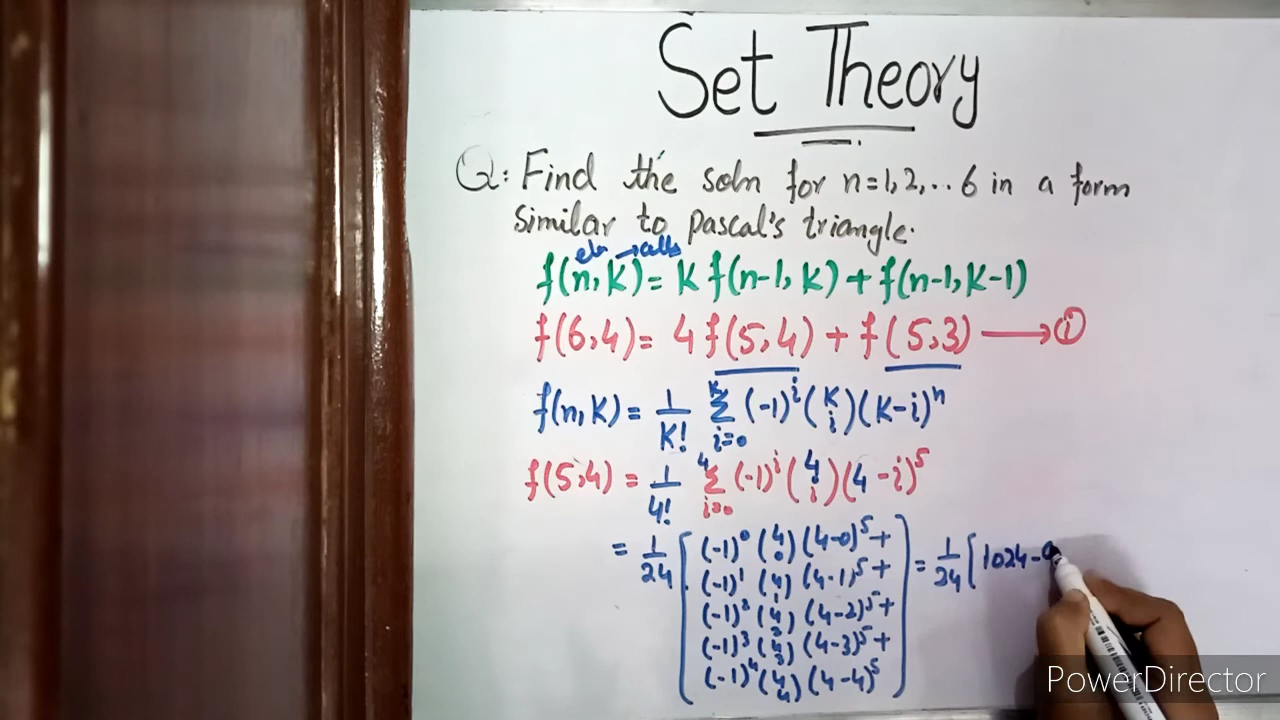 Set Theory
Q: Find the soln for n=1,2,..6 in a form
similar to pascal's triangle.
f(n,k)= k f(n-1,k)+f(n-1,k-1)
f(6,4)= 4 f(5,4) + f(5,3) ⟶ ①
f(n,k) = 1/k! Σ_{i=0}^{k} (-1)^i (k i)(k-i)^n
f(5,4) = 1/4! Σ_{i=0}^{4} (-1)^i (4 i)(4-i)^5
= 1/24 [ (-1)^0 (4 0) (4-0)^5 +
(-1)^1 (4 1) (4-1)^5 +
(-1)^2 (4 2) (4-2)^5 +
(-1)^3 (4 3) (4-3)^5 +
(-1)^4 (4 4) (4-4)^5 ] = 1/24 [1024-9
PowerDirector